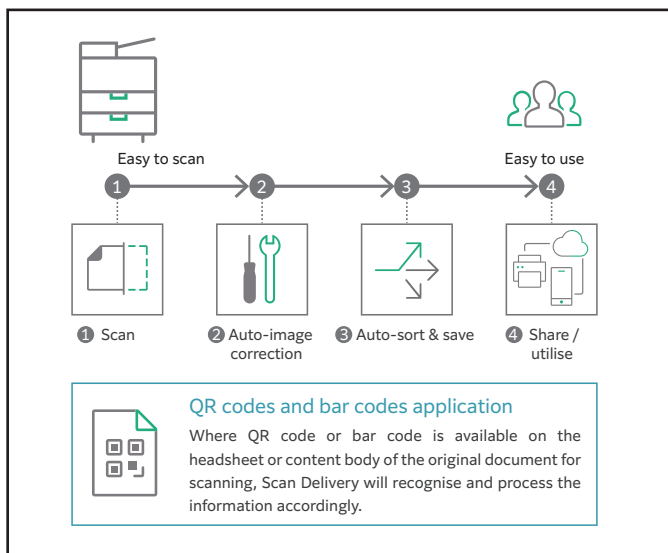 Easy to scan
Easy to use
1
2
3
4
1 Scan
2 Auto-image
correction
3 Auto-sort & save
4 Share /
utilise
QR codes and bar codes application
Where QR code or bar code is available on the
headsheet or content body of the original document for
scanning, Scan Delivery will recognise and process the
information accordingly.